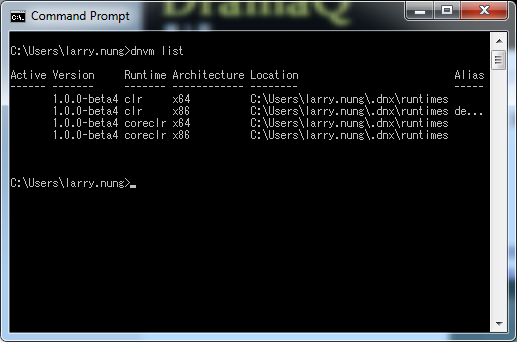 DramaQ
Command Prompt
C:\Users\larry.nung>dnvm list
Active Version Runtime Architecture Location Alias
------ ------- ------- ------------ -------- -----
1.0.0-beta4 clr x64 C:\Users\larry.nung\.dnx\runtimes
1.0.0-beta4 clr x86 C:\Users\larry.nung\.dnx\runtimes de...
1.0.0-beta4 coreclr x64 C:\Users\larry.nung\.dnx\runtimes
1.0.0-beta4 coreclr x86 C:\Users\larry.nung\.dnx\runtimes
C:\Users\larry.nung>_